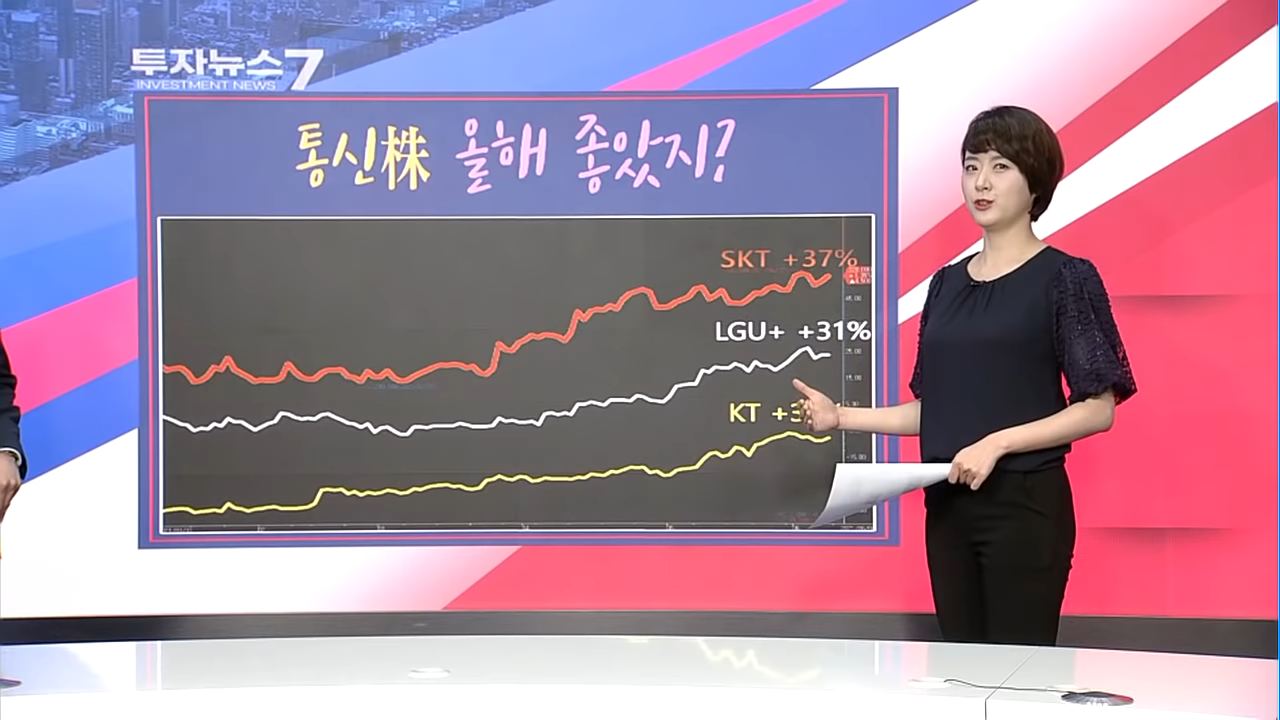 투자뉴스7
INVESTMENT NEWS
통신株 올해 좋았지?
SKT +37%
LGU+ +31%
KT +3